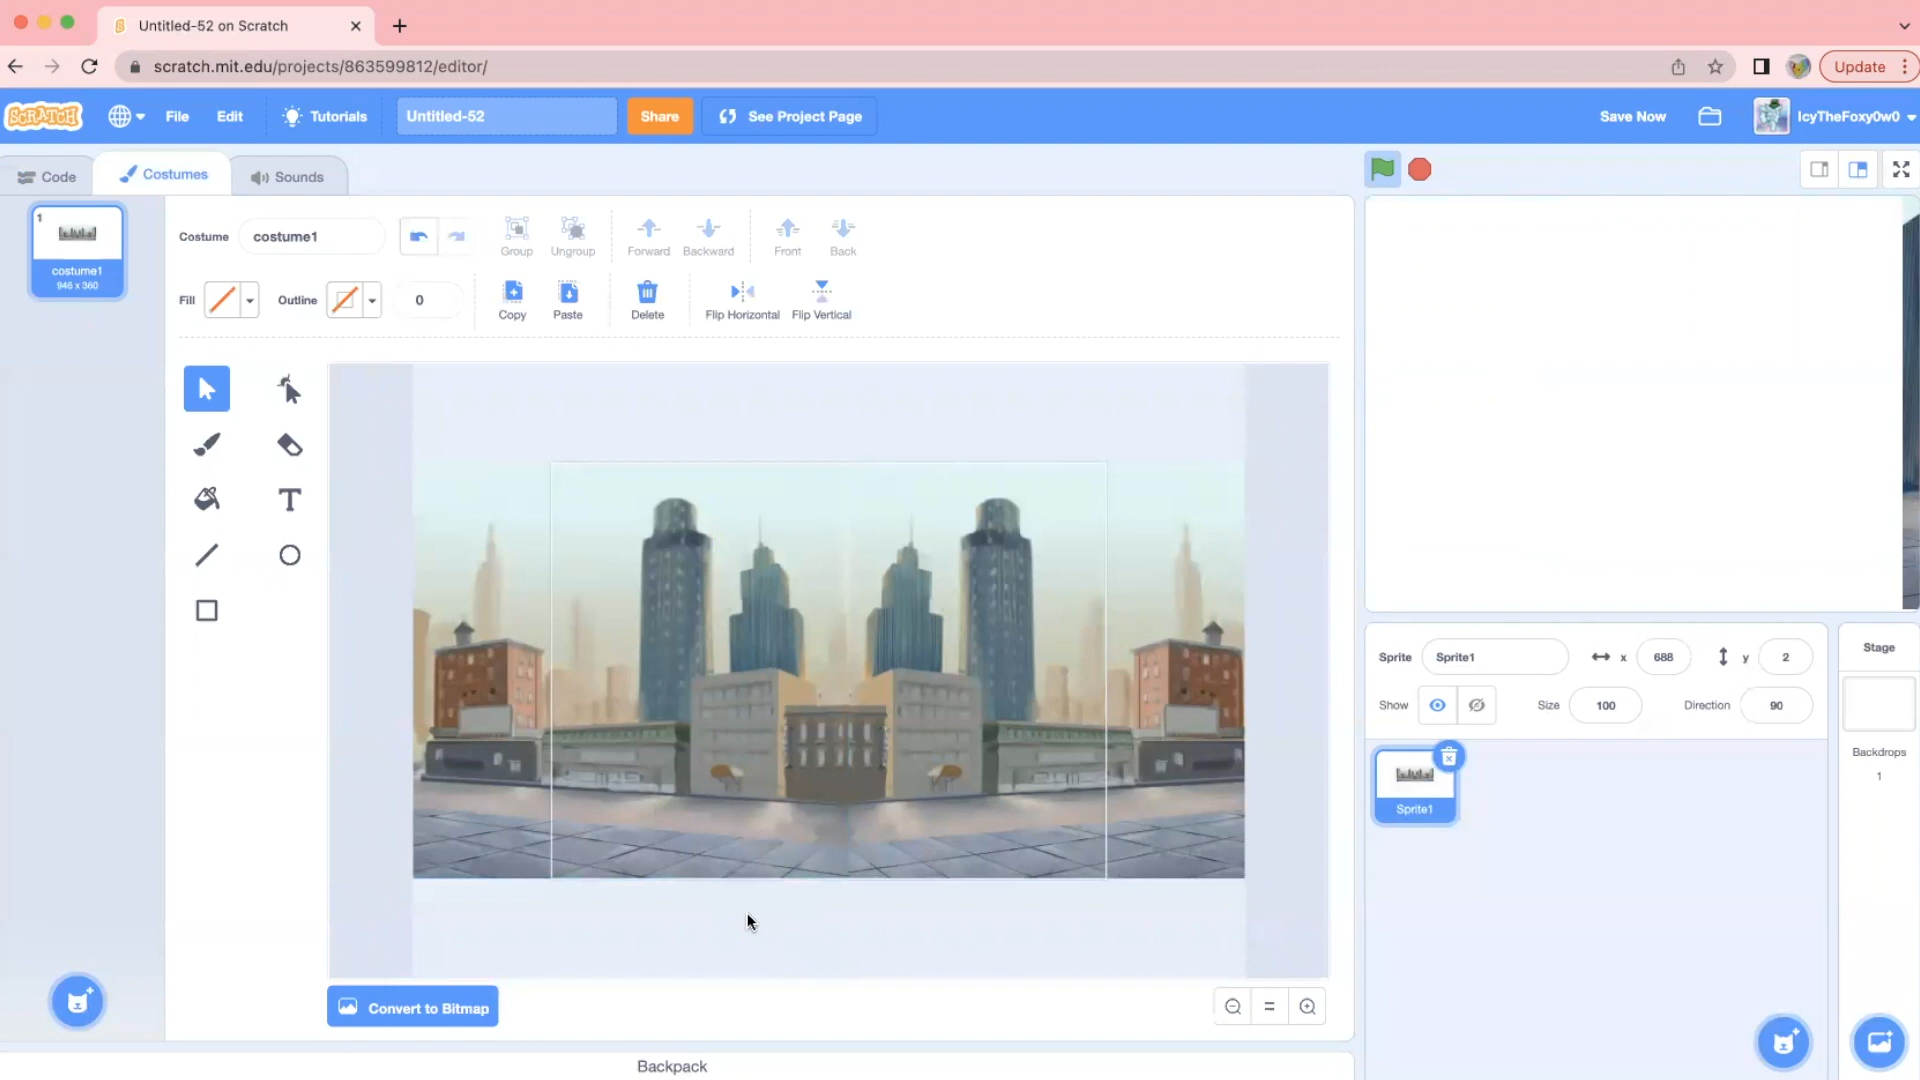 Untitled-52 on Scratch
scratch.mit.edu/projects/863599812/editor/
Update
SCRATCH
File
Edit
Tutorials
Untitled-52
Share
See Project Page
Save Now
IcyTheFoxy0w0
Code
Costumes
Sounds
1
costume1
946 x 360
Costume
costume1
Group
Ungroup
Forward
Backward
Front
Back
Fill
Outline
0
Copy
Paste
Delete
Flip Horizontal
Flip Vertical
T
Convert to Bitmap
Backpack
Sprite
Sprite1
x
688
y
2
Show
Size
100
Direction
90
Sprite1
Stage
Backdrops
1